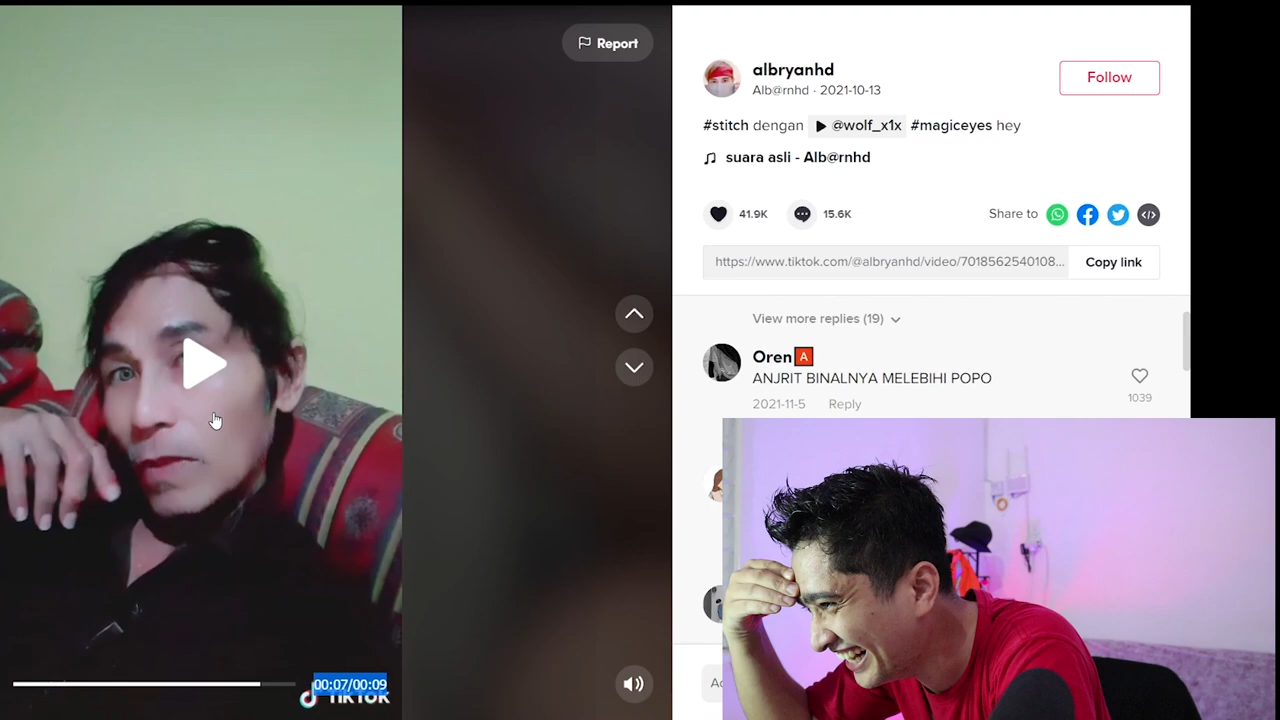 Report
albryanhd
Alb@rnhd · 2021-10-13
Follow
#stitch dengan ▶ @wolf_x1x #magiceyes hey
suara asli - Alb@rnhd
41.9K
15.6K
Share to
https://www.tiktok.com/@albryanhd/video/7018562540108...
Copy link
View more replies (19)
Oren🅰
ANJRIT BINALNYA MELEBIHI POPO
2021-11-5 Reply
1039
00:07/00:09
TikTok